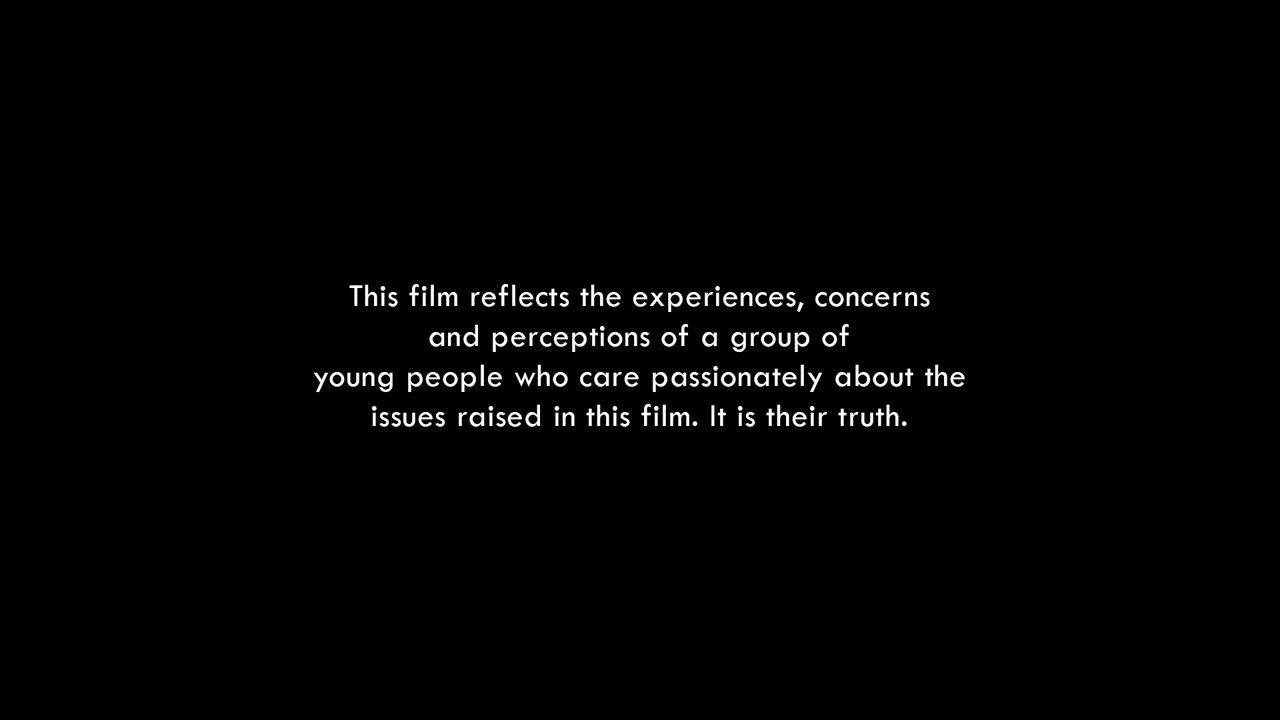 This film reflects the experiences, concerns
and perceptions of a group of
young people who care passionately about the
issues raised in this film. It is their truth.